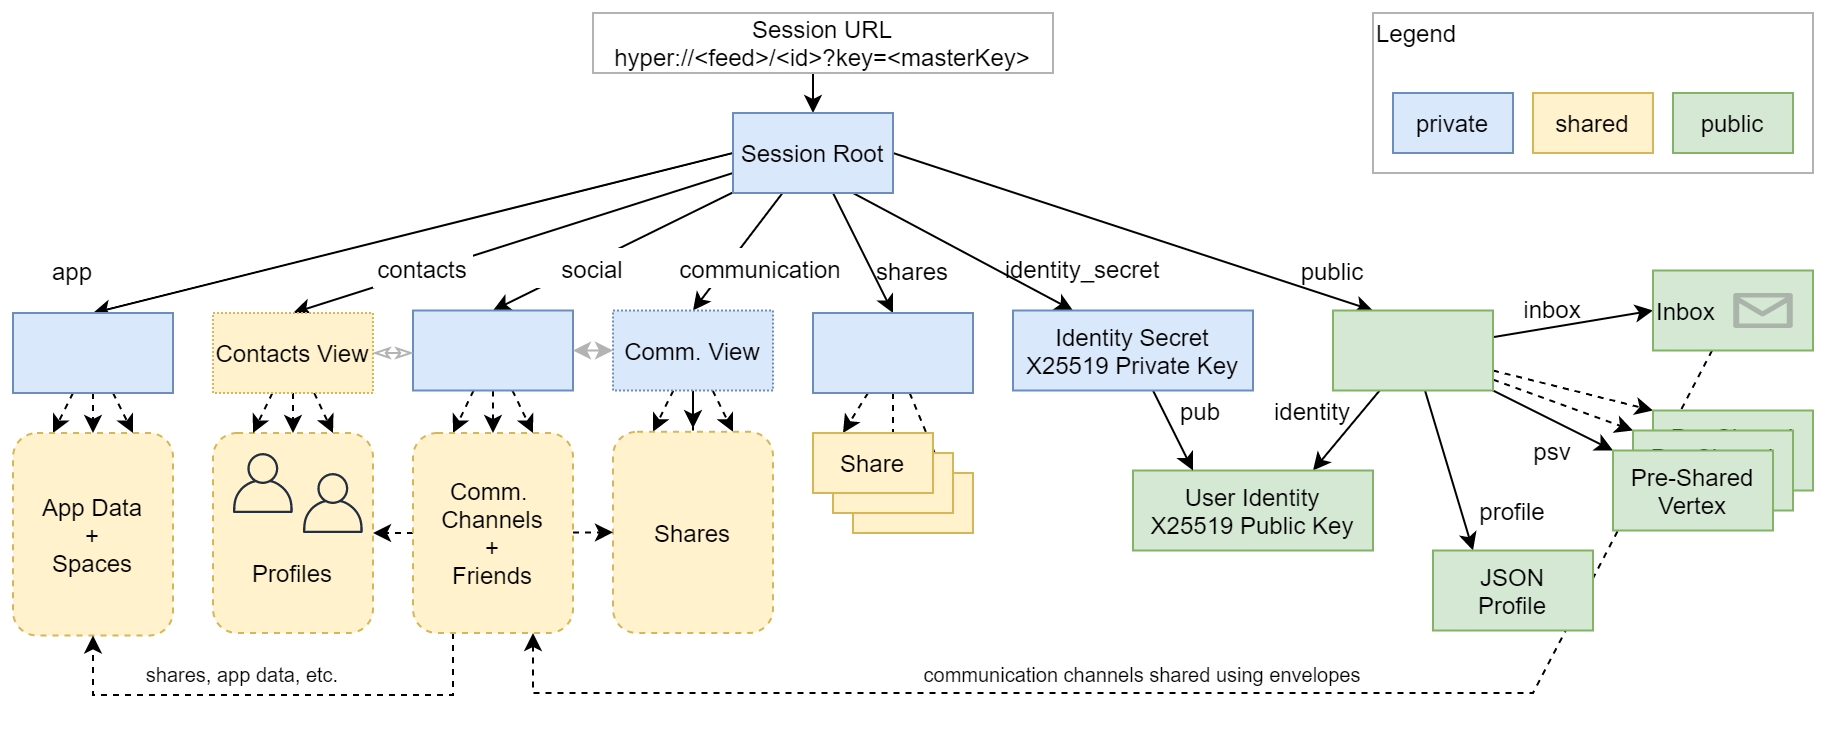 Session URL
hyper://<feed>/<id>?key=<masterKey>
Legend
private
shared
public
Session Root
app
contacts
social
communication
shares
identity_secret
public
inbox
Inbox
Contacts View
Comm. View
Identity Secret
X25519 Private Key
pub
identity
psv
profile
Share
App Data
+
Spaces
Profiles
Comm.
Channels
+
Friends
Shares
User Identity
X25519 Public Key
Pre-Shared
Vertex
JSON
Profile
shares, app data, etc.
communication channels shared using envelopes